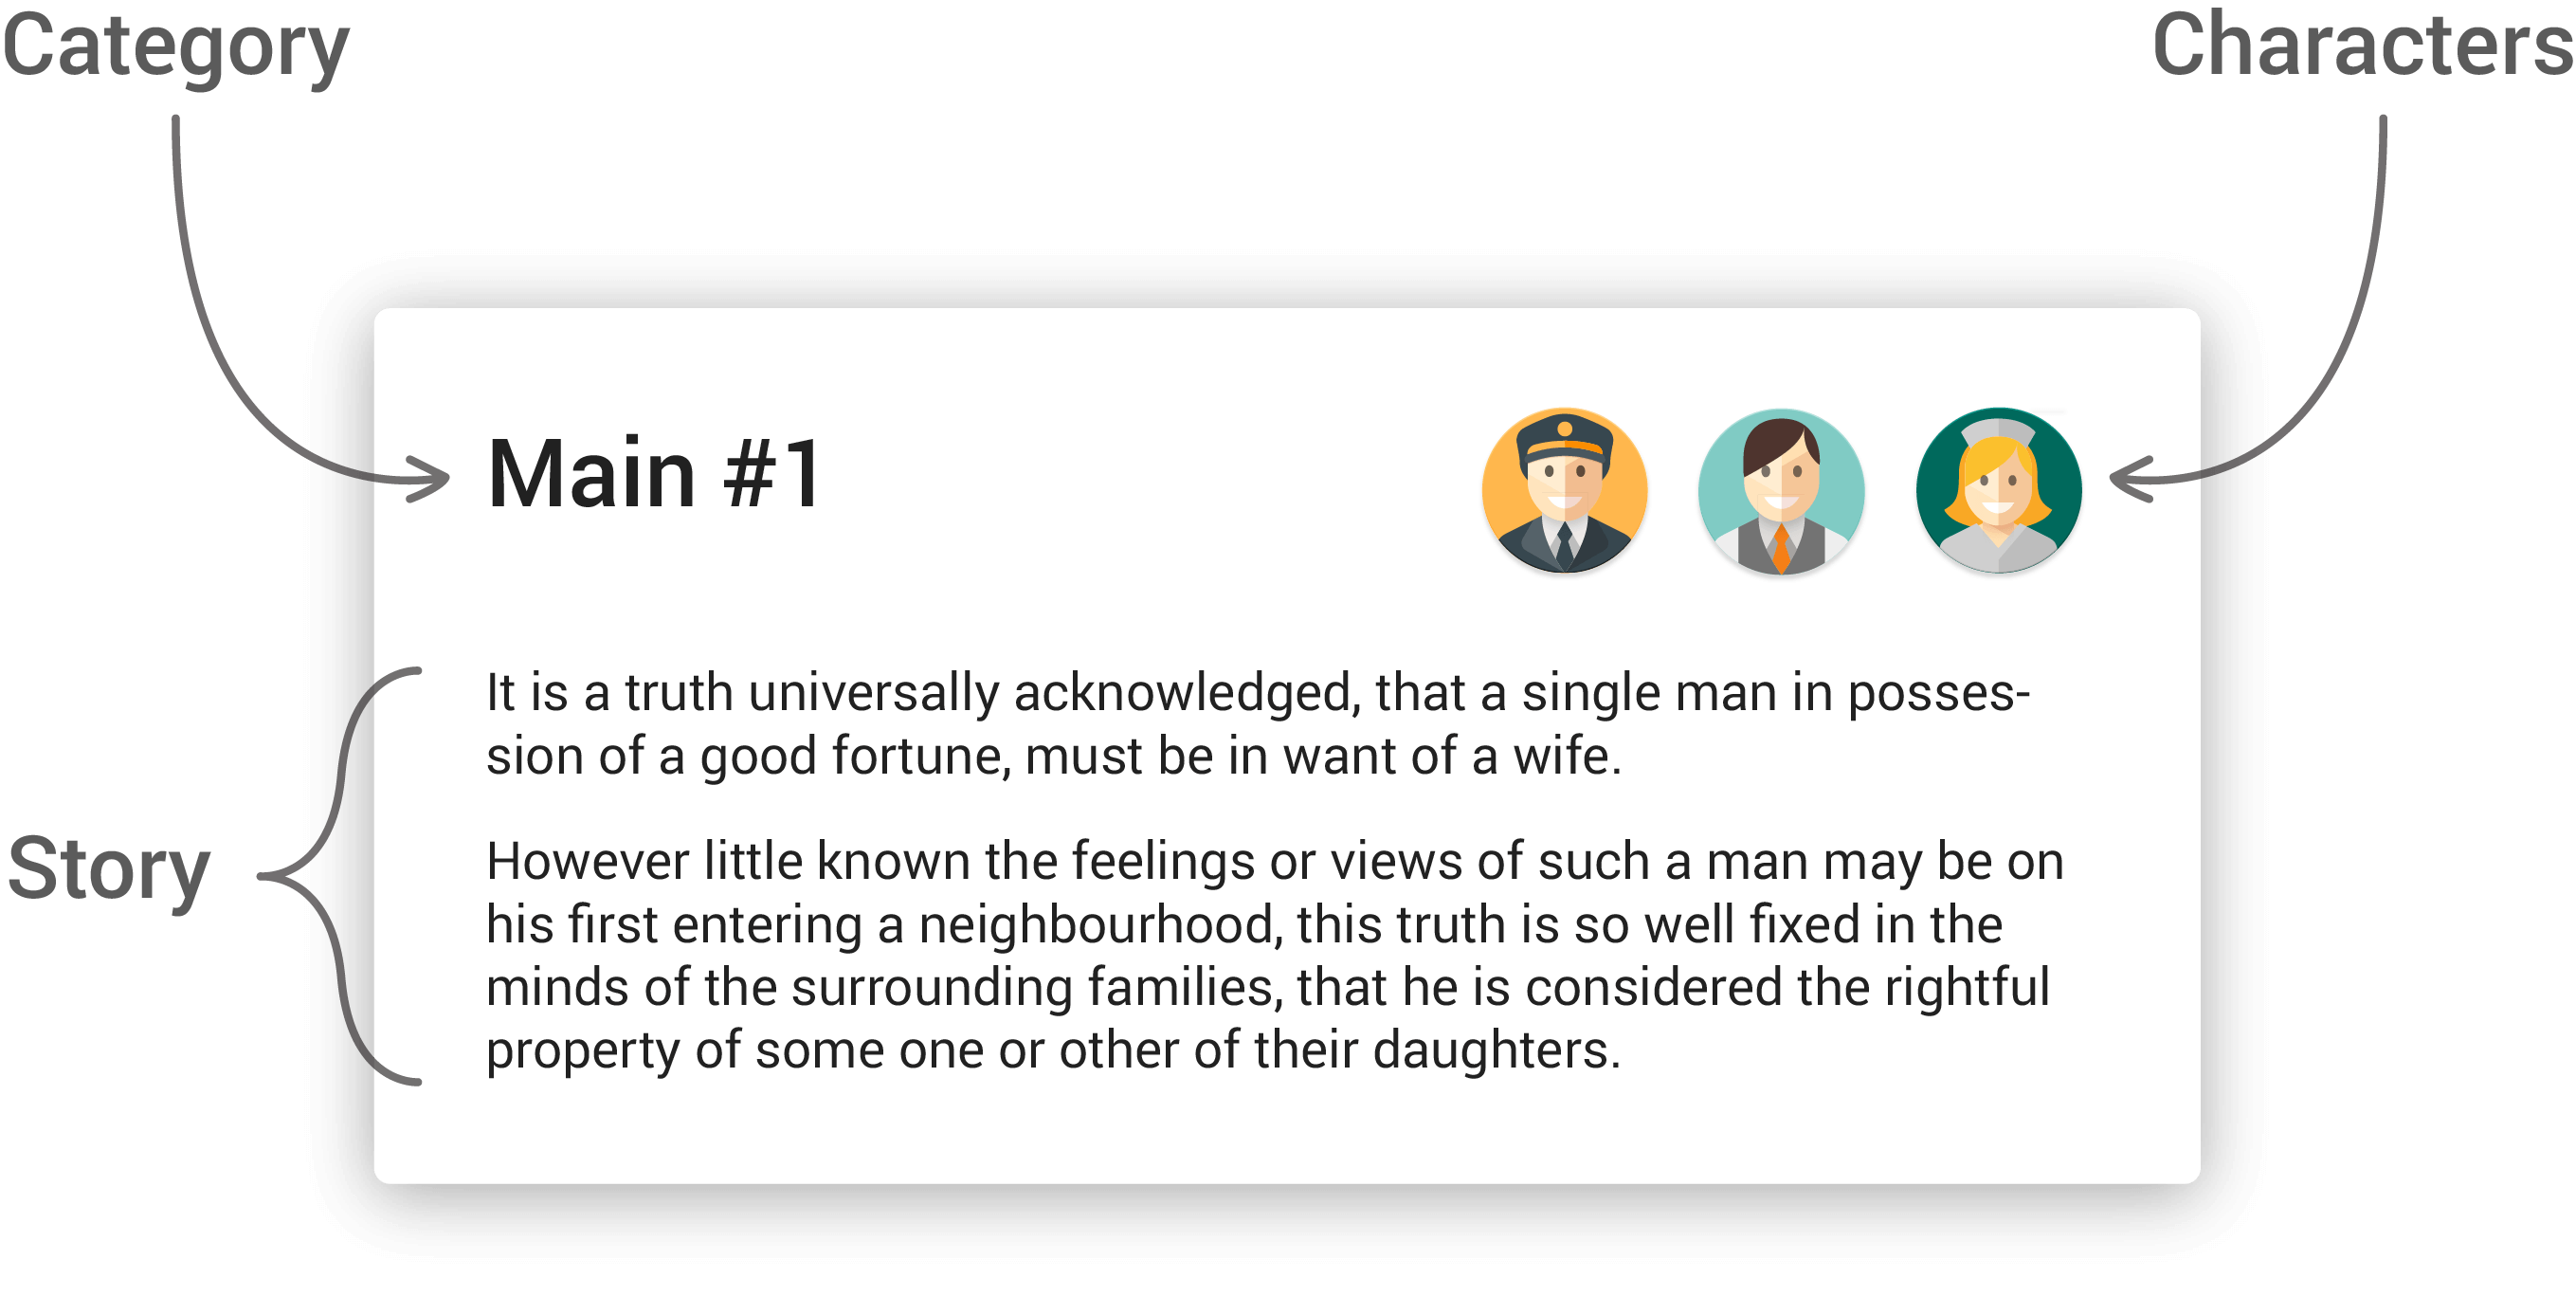 Category
Characters
Main #1
It is a truth universally acknowledged, that a single man in posses-
sion of a good fortune, must be in want of a wife.
Story
However little known the feelings or views of such a man may be on
his first entering a neighbourhood, this truth is so well fixed in the
minds of the surrounding families, that he is considered the rightful
property of some one or other of their daughters.